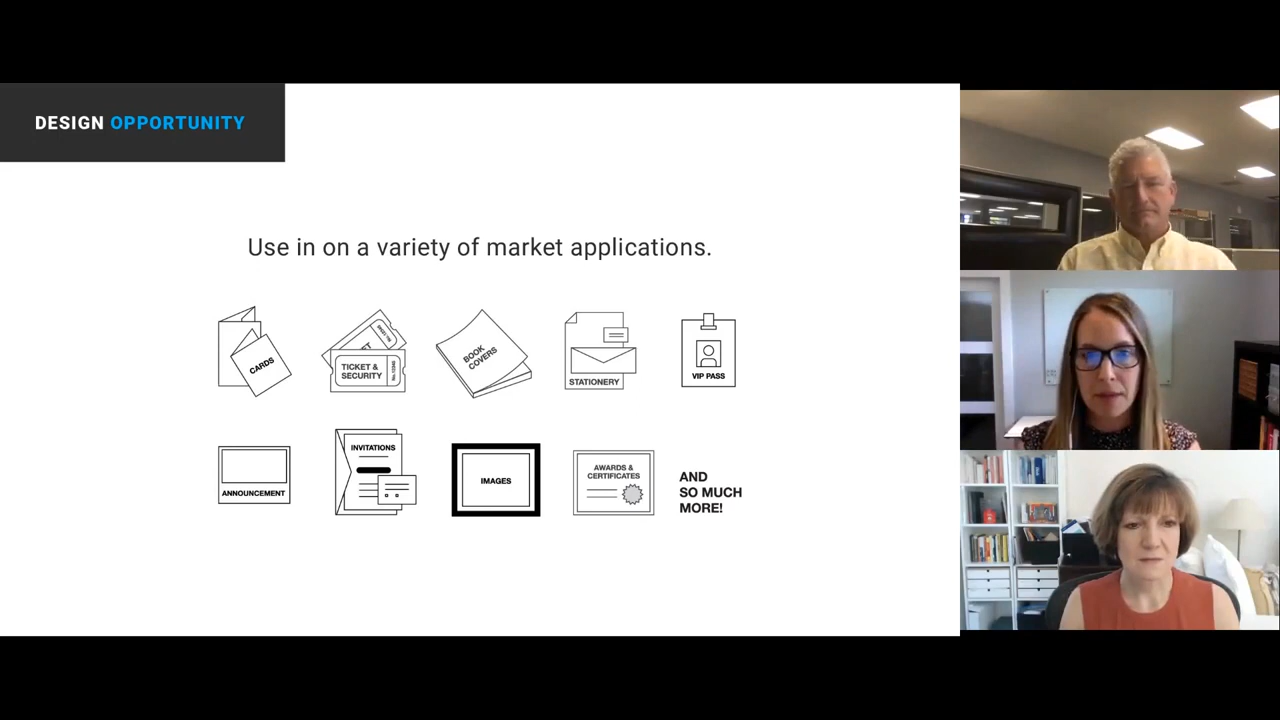 DESIGN OPPORTUNITY
Use in on a variety of market applications.
CARDS
TICKET &
SECURITY
BOOK
COVERS
STATIONERY
VIP PASS
ANNOUNCEMENT
INVITATIONS
IMAGES
AWARDS &
CERTIFICATES
AND
SO MUCH
MORE!